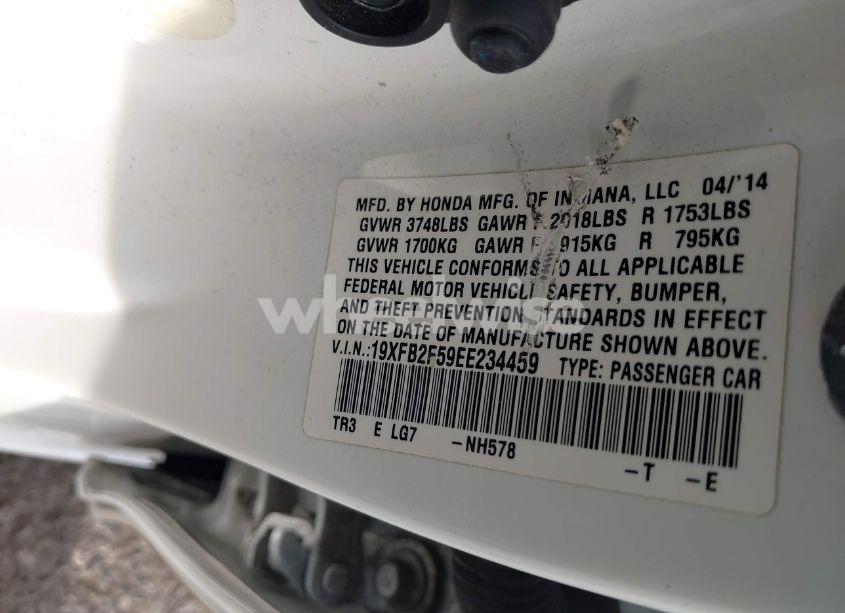 MFD. BY HONDA MFG. OF INDIANA, LLC 04/'14
GVWR 3748LBS GAWR F 2018LBS R 1753LBS
GVWR 1700KG GAWR F 915KG R 795KG
THIS VEHICLE CONFORMS TO ALL APPLICABLE
FEDERAL MOTOR VEHICLE SAFETY, BUMPER,
AND THEFT PREVENTION STANDARDS IN EFFECT
ON THE DATE OF MANUFACTURE SHOWN ABOVE.
V.I.N.:19XFB2F59EE234459 TYPE: PASSENGER CAR
TR3 E LG7 -NH578
-T -E
wheelwise